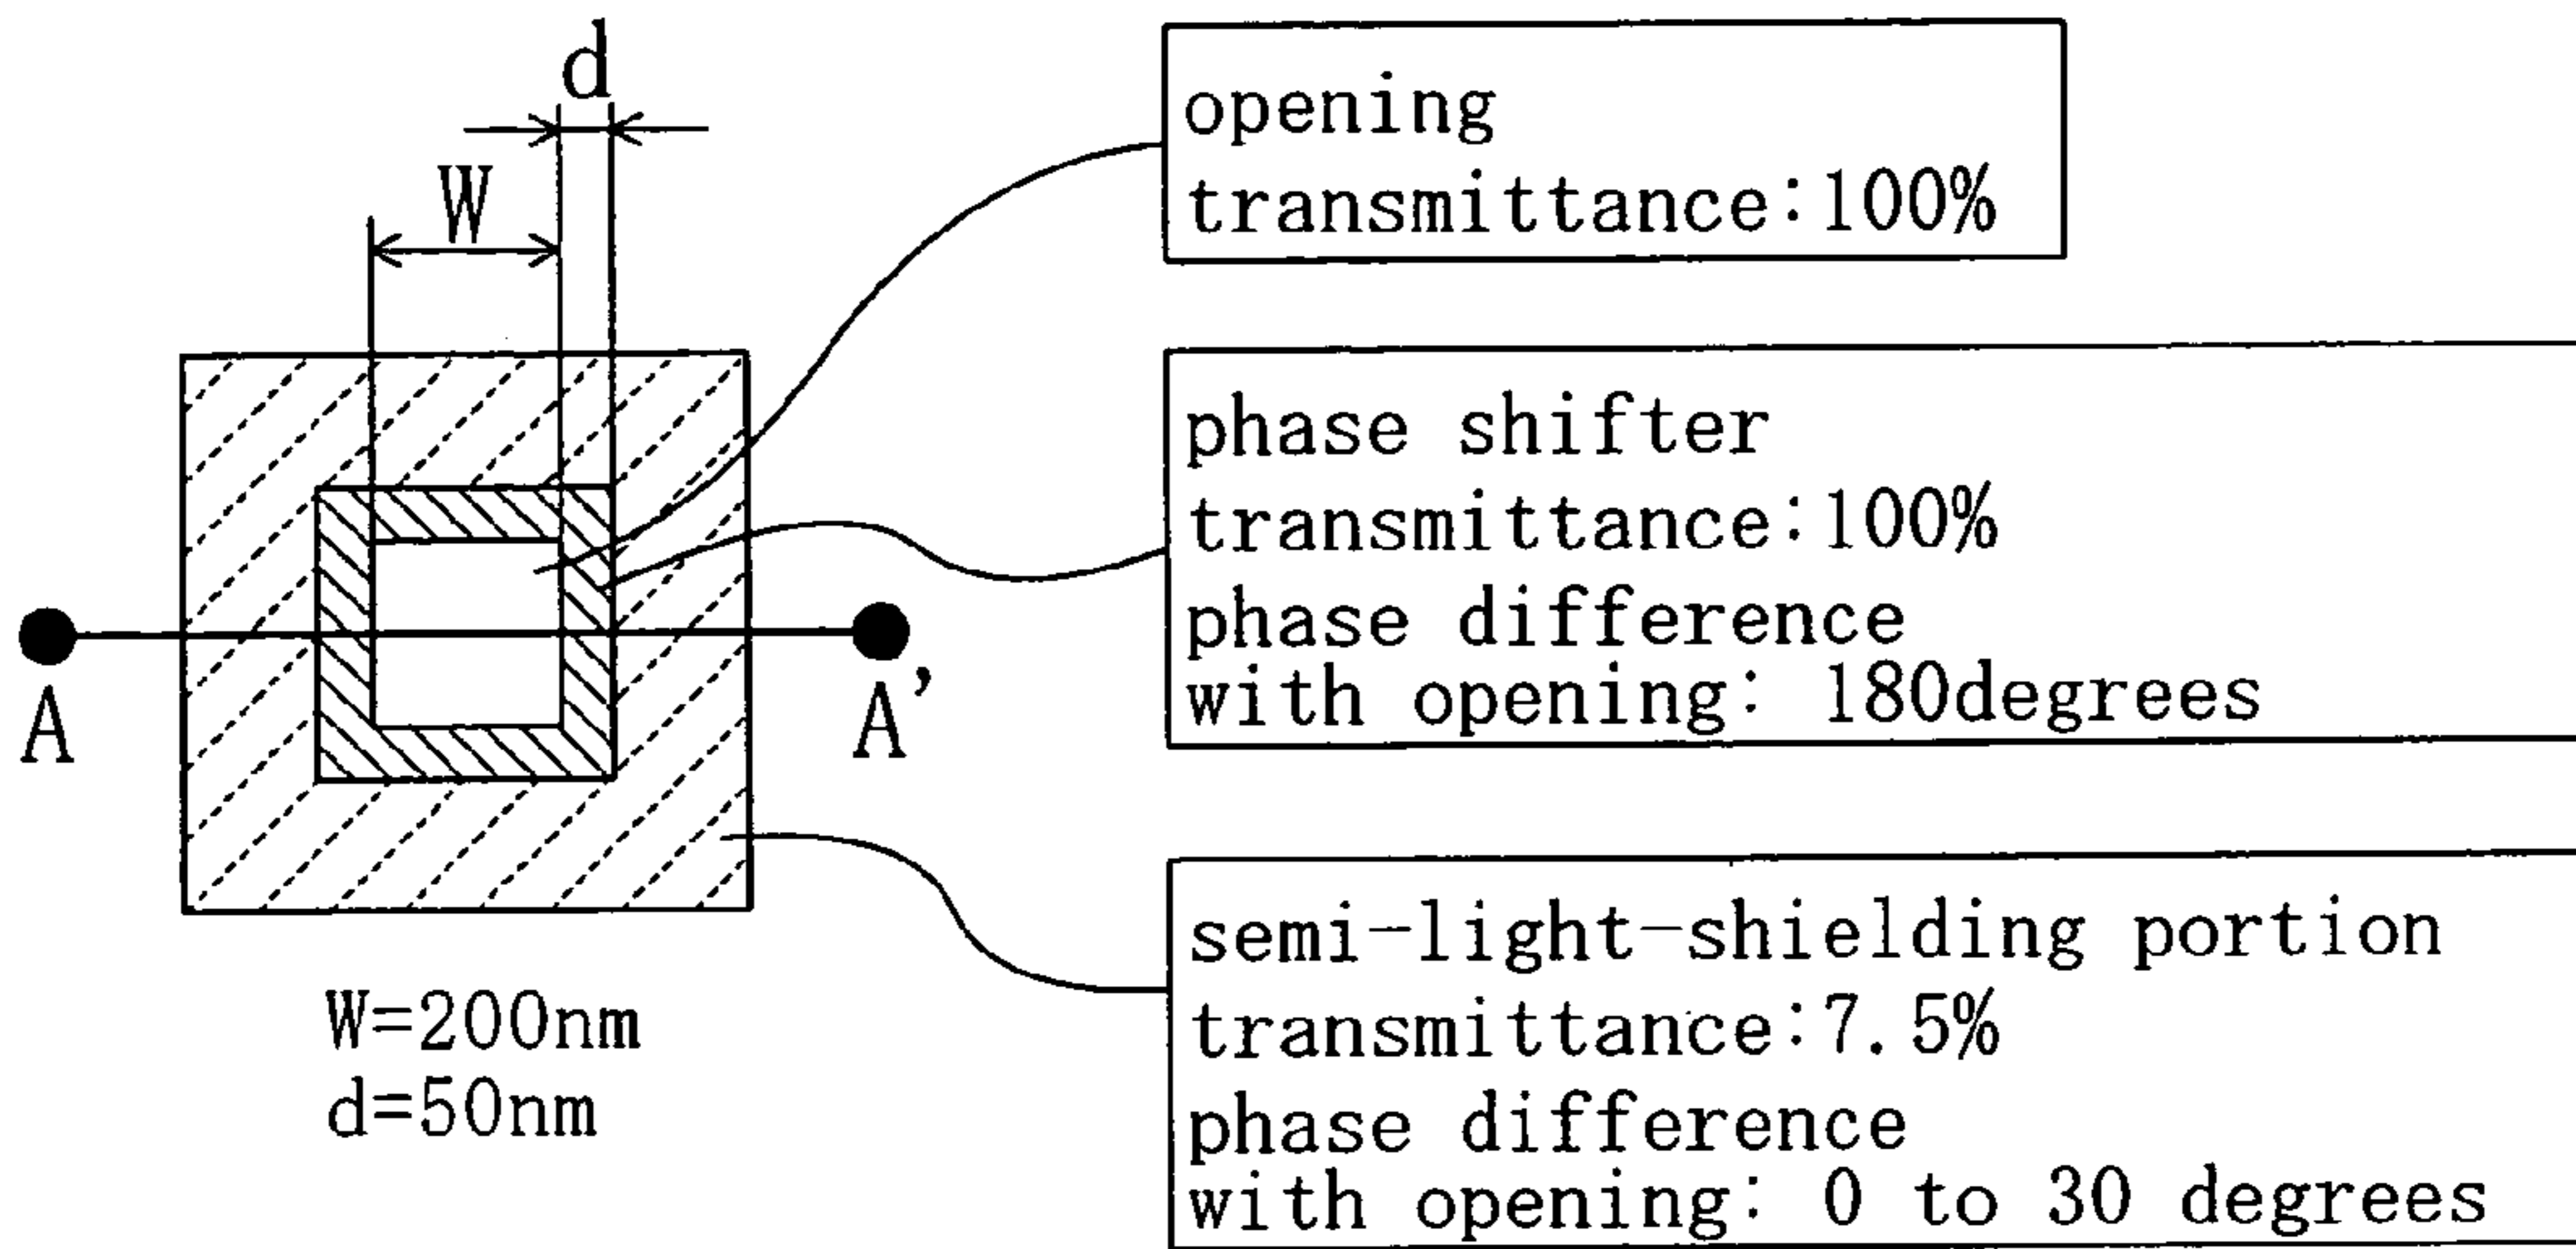 d
W
opening
transmittance:100%
phase shifter
transmittance:100%
phase difference
with opening: 180degrees
A
A'
semi-light-shielding portion
transmittance:7.5%
phase difference
with opening: 0 to 30 degrees
W=200nm
d=50nm